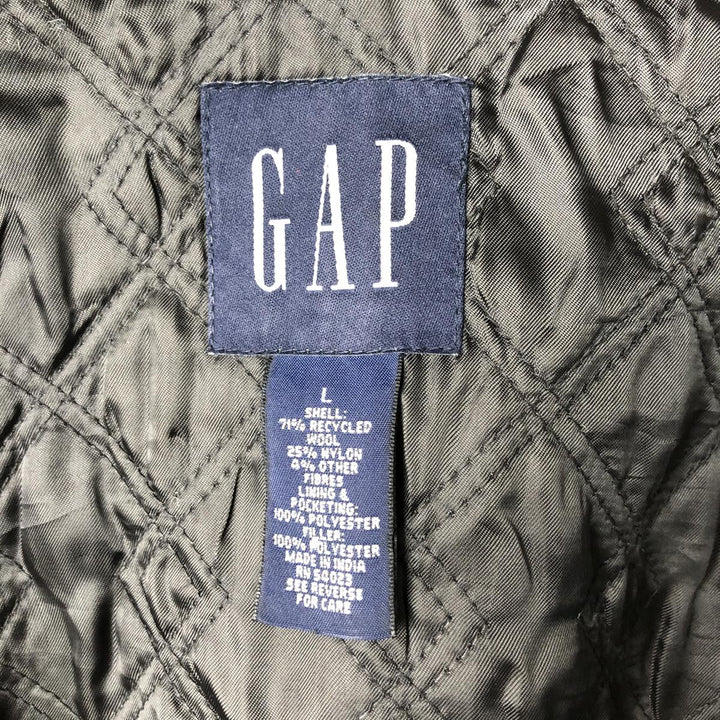 GAP
L
SHELL:
71% RECYCLED
WOOL
25% NYLON
4% OTHER
FIBRES
LINING &
POCKETING:
100% POLYESTER
FILLER:
100% POLYESTER
MADE IN INDIA
RN 54023
SEE REVERSE
FOR CARE